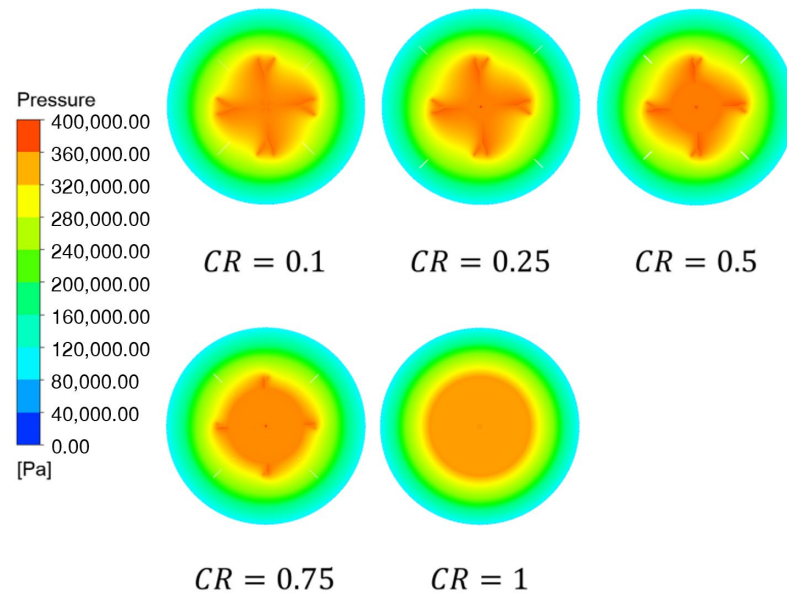 Pressure
400,000.00
360,000.00
320,000.00
280,000.00
240,000.00
200,000.00
160,000.00
120,000.00
80,000.00
40,000.00
0.00
[Pa]
CR = 0.1
CR = 0.25
CR = 0.5
CR = 0.75
CR = 1